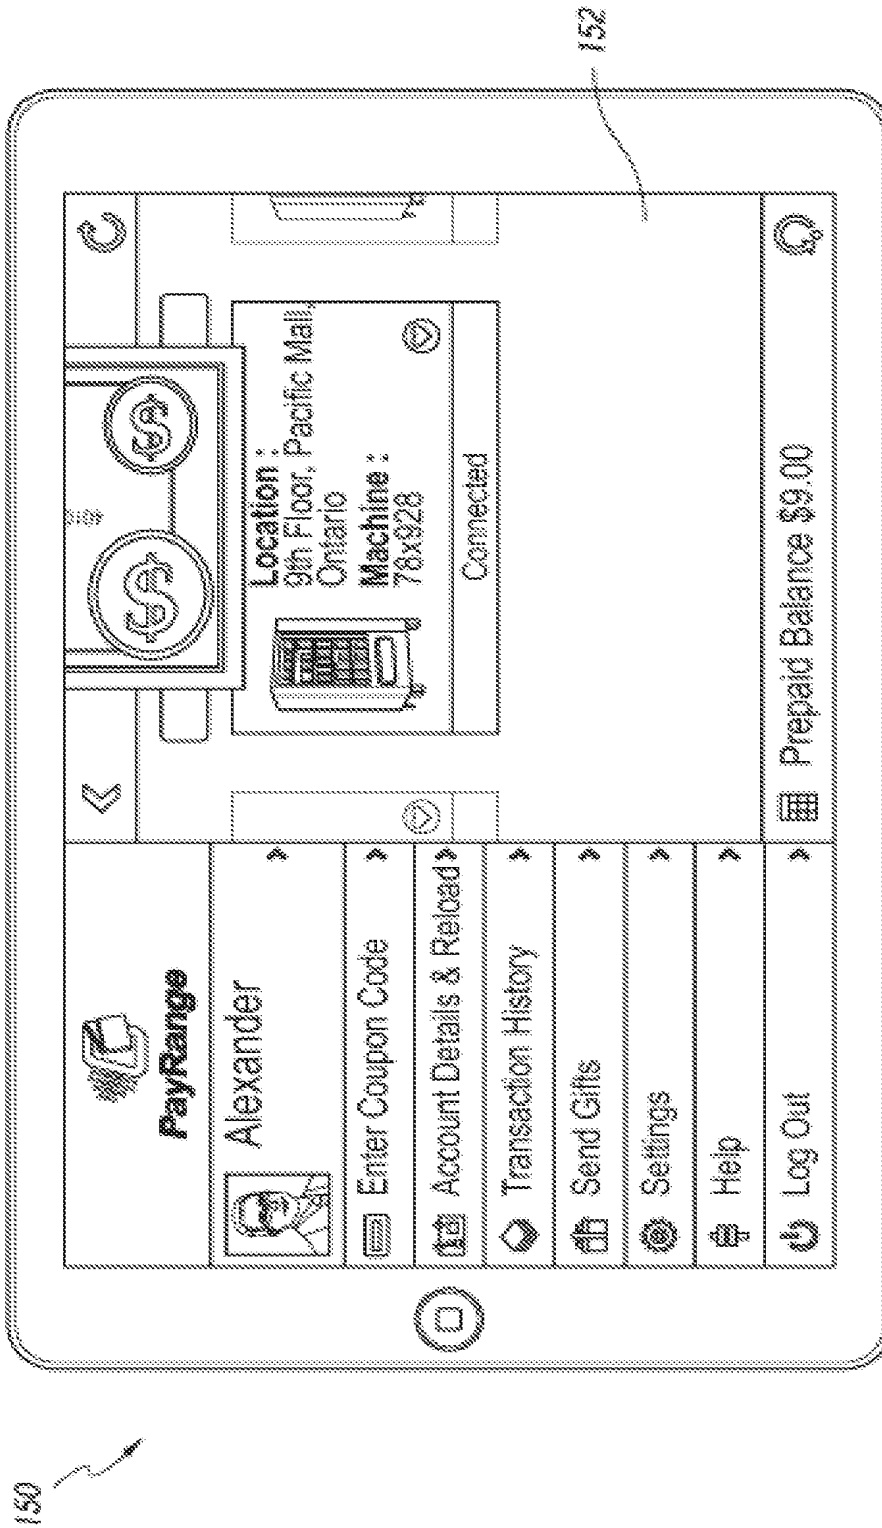 150
152
PayRange
Alexander
Enter Coupon Code
Account Details & Reload
Transaction History
Send Gifts
Settings
Help
Log Out
$
$
Location :
9th Floor, Pacific Mall,
Ontario
Machine :
78x928
Connected
Prepaid Balance $9.00